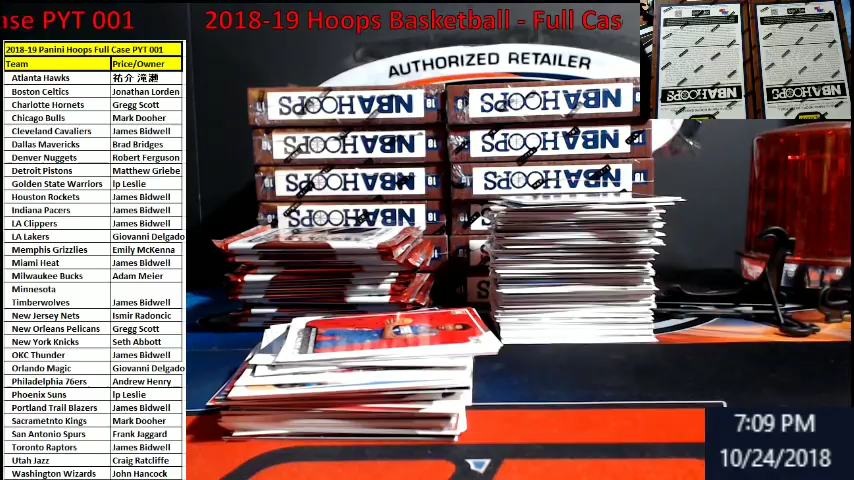 ase PYT 001
2018-19 Hoops Basketball - Full Cas
2018-19 Panini Hoops Full Case PYT 001
Team Price/Owner
Atlanta Hawks 祐介 滝瀬
Boston Celtics Jonathan Lorden
Charlotte Hornets Gregg Scott
Chicago Bulls Mark Dooher
Cleveland Cavaliers James Bidwell
Dallas Mavericks Brad Bridges
Denver Nuggets Robert Ferguson
Detroit Pistons Matthew Griebe
Golden State Warriors lp Leslie
Houston Rockets James Bidwell
Indiana Pacers James Bidwell
LA Clippers James Bidwell
LA Lakers Giovanni Delgado
Memphis Grizzlies Emily McKenna
Miami Heat James Bidwell
Milwaukee Bucks Adam Meier
Minnesota
Timberwolves James Bidwell
New Jersey Nets Ismir Radoncic
New Orleans Pelicans Gregg Scott
New York Knicks Seth Abbott
OKC Thunder James Bidwell
Orlando Magic Giovanni Delgado
Philadelphia 76ers Andrew Henry
Phoenix Suns lp Leslie
Portland Trail Blazers James Bidwell
Sacrametnto Kings Mark Dooher
San Antonio Spurs Frank Jaggard
Toronto Raptors James Bidwell
Utah Jazz Craig Ratcliffe
Washington Wizards John Hancock
AUTHORIZED RETAILER
NBA HOOPS
NBA HOOPS
NBA HOOPS
NBA HOOPS
NBA HOOPS
NBA HOOPS
NBA HOOPS
NBA HOOPS
NBA HOOPS
7:09 PM
10/24/2018